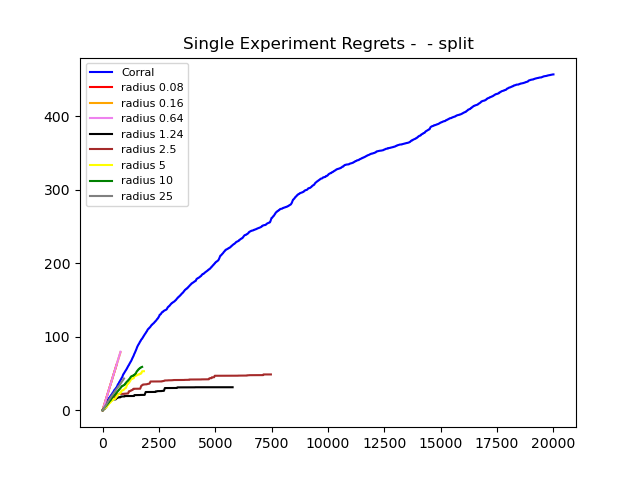 Single Experiment Regrets -  - split
Corral
radius 0.08
radius 0.16
radius 0.64
radius 1.24
radius 2.5
radius 5
radius 10
radius 25
400
300
200
100
0
0 2500 5000 7500 10000 12500 15000 17500 20000